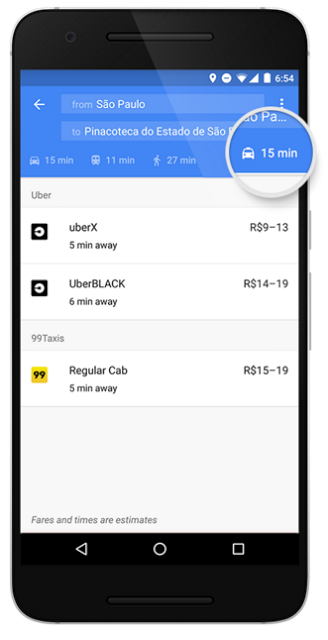 6:54
from São Paulo
to Pinacoteca do Estado de São P
ão Pa...
15 min
11 min
27 min
15 min
Uber
uberX R$9–13
5 min away
UberBLACK R$14–19
6 min away
99Taxis
99 Regular Cab R$15–19
5 min away
Fares and times are estimates